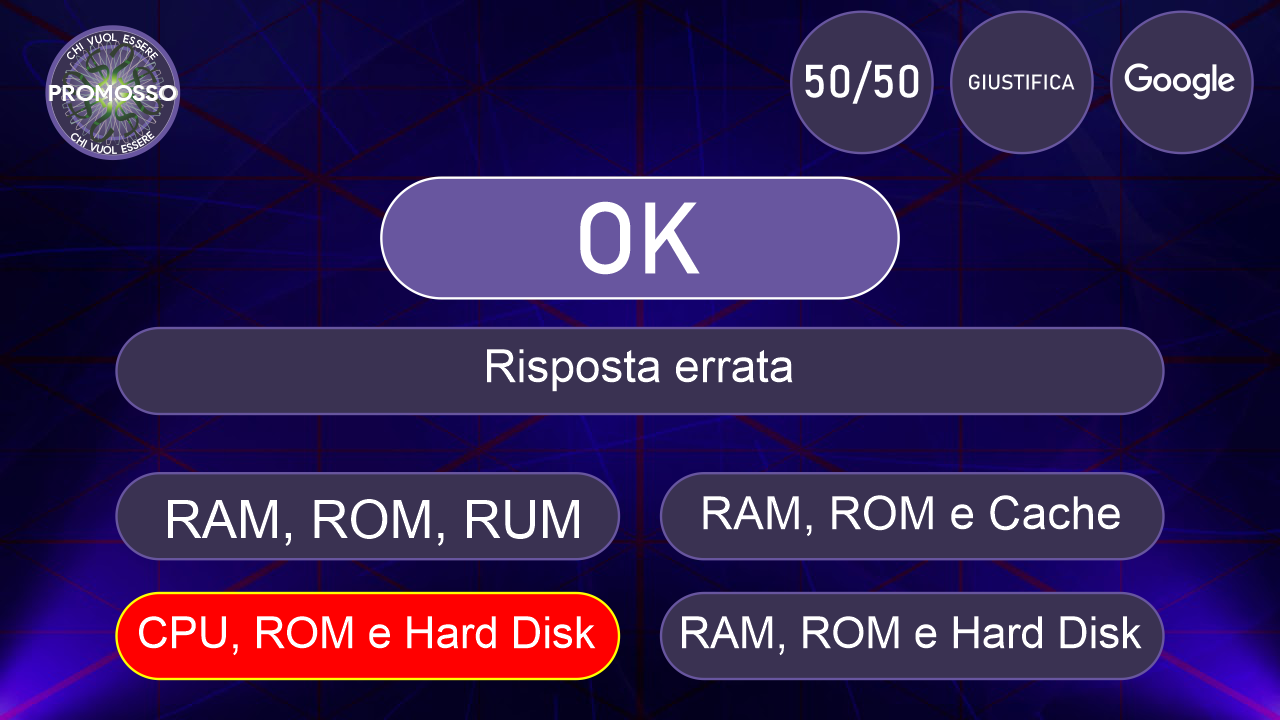 CHI VUOL ESSERE
PROMOSSO
CHI VUOL ESSERE
50/50
GIUSTIFICA
Google
OK
Risposta errata
RAM, ROM, RUM
RAM, ROM e Cache
CPU, ROM e Hard Disk
RAM, ROM e Hard Disk